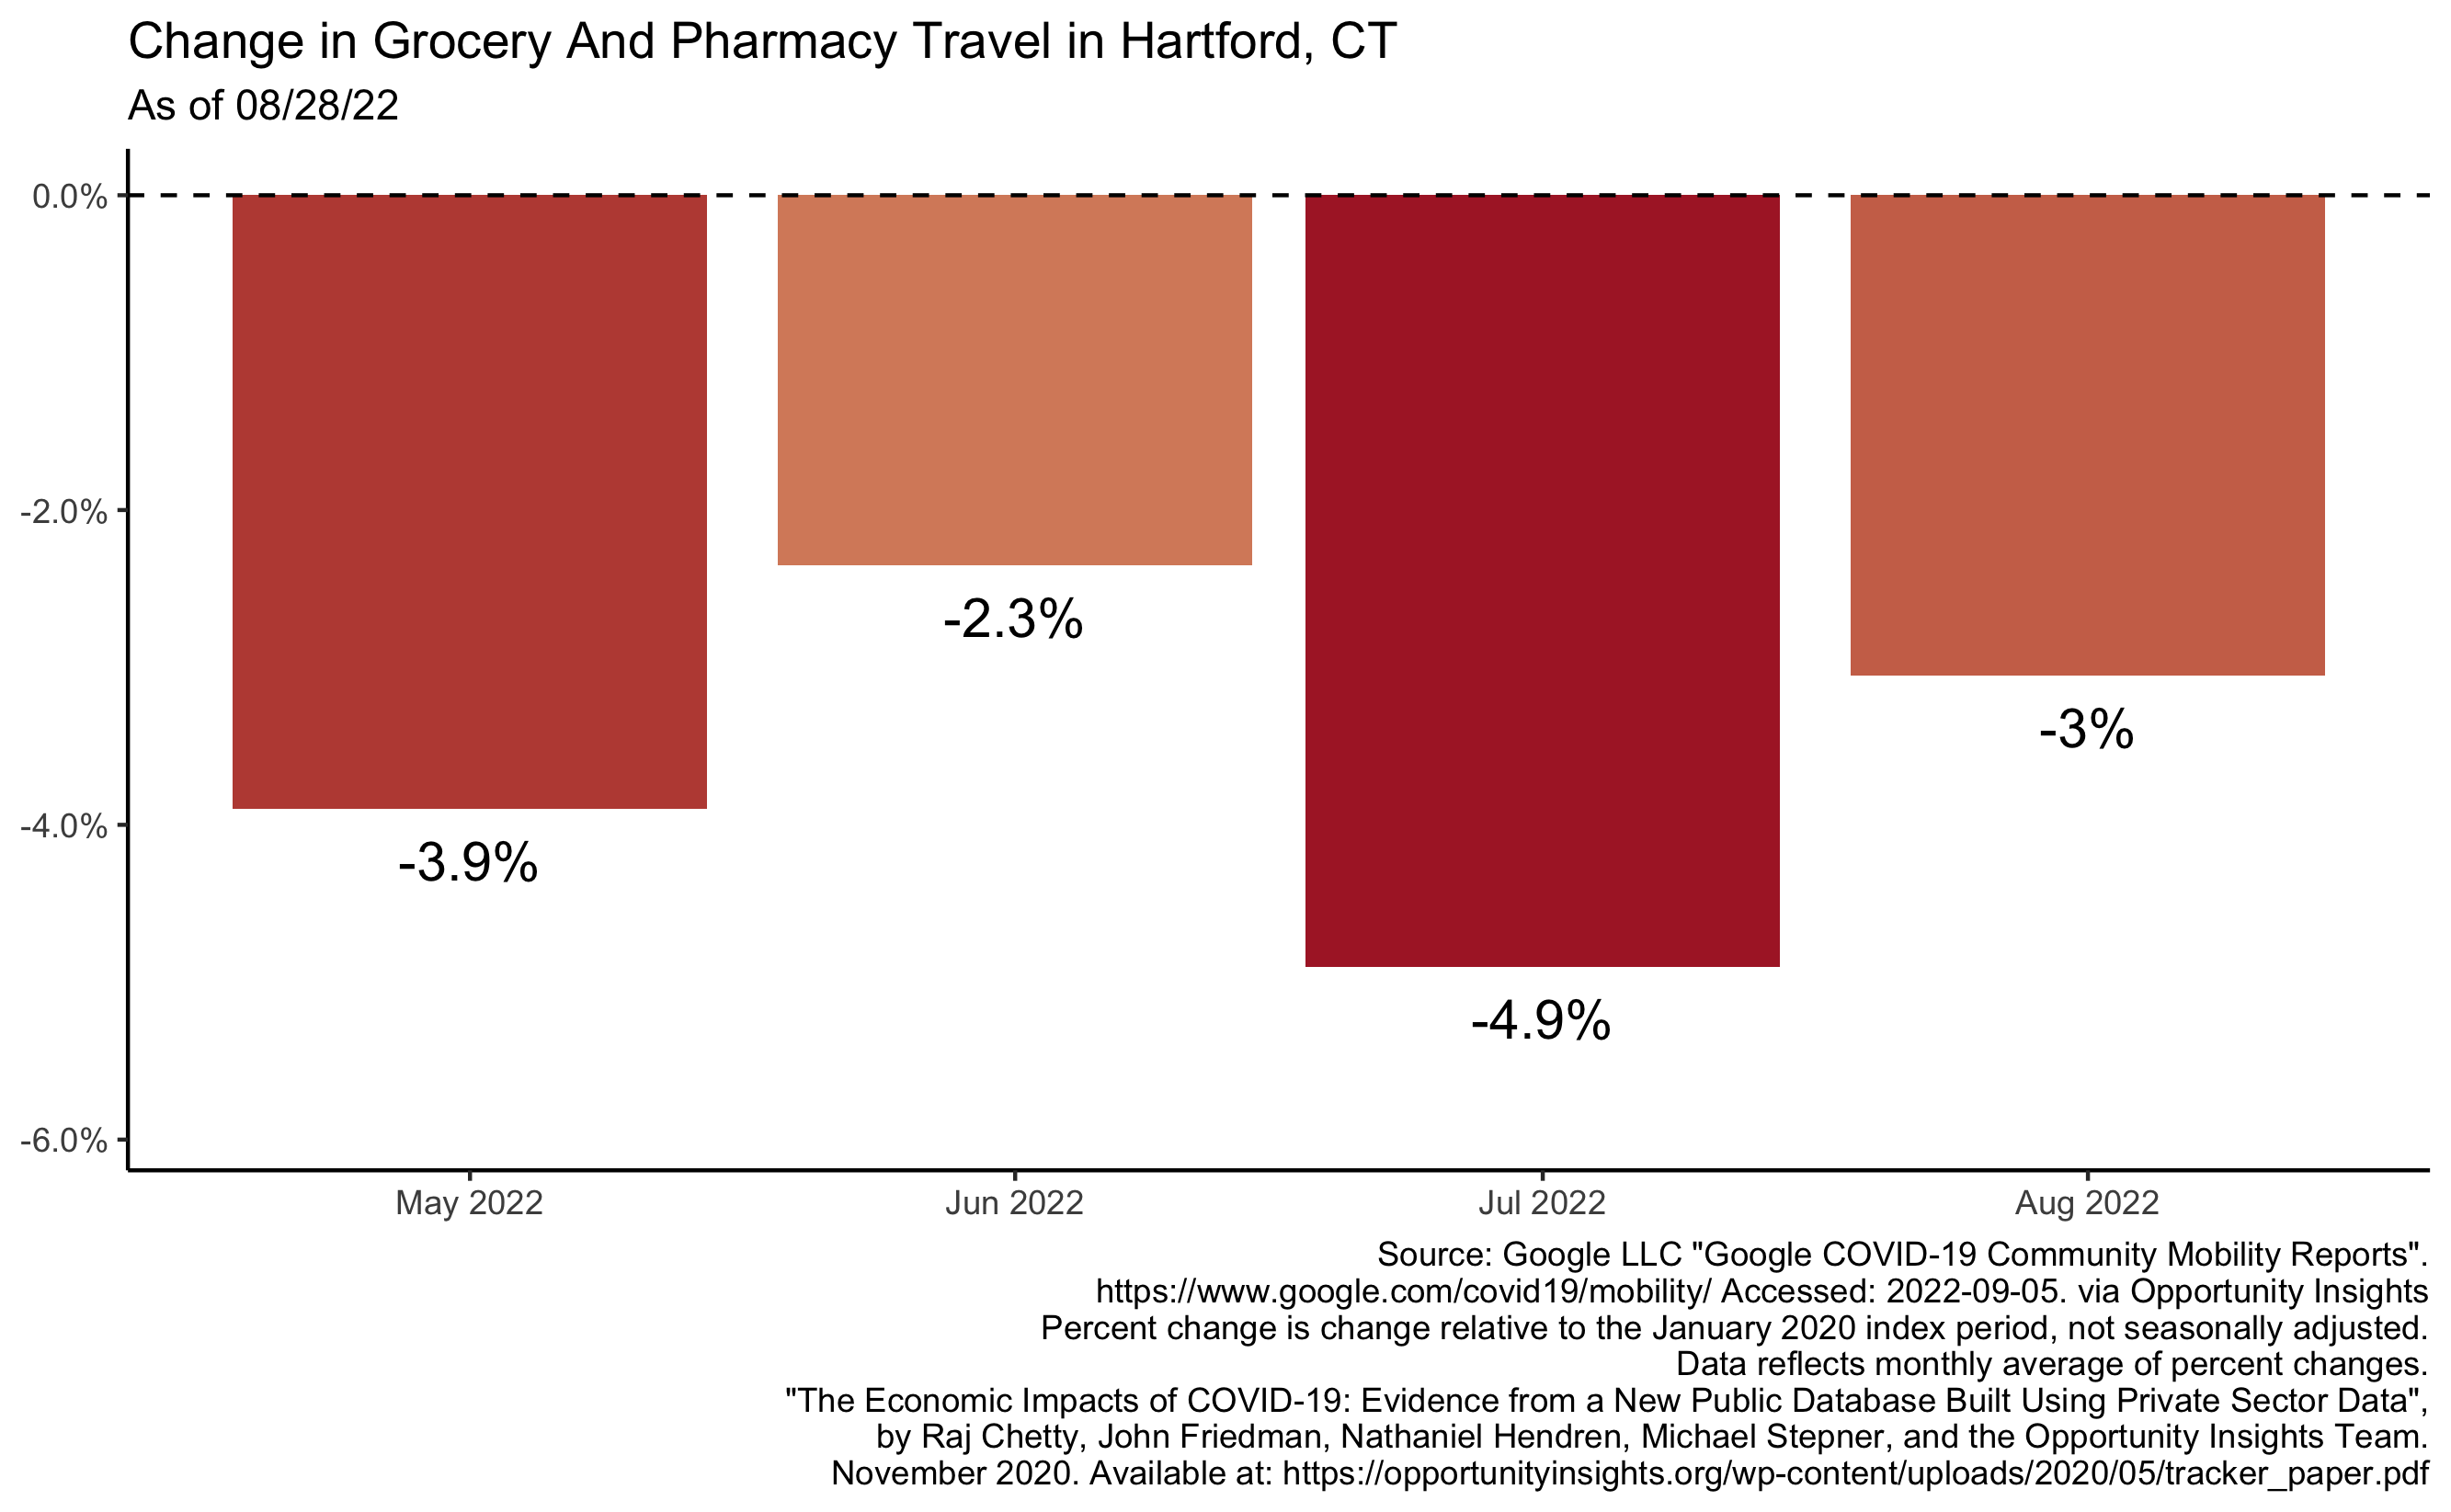 Change in Grocery And Pharmacy Travel in Hartford, CT
As of 08/28/22
0.0%
-2.0%
-4.0%
-6.0%
-3.9%
-2.3%
-4.9%
-3%
May 2022
Jun 2022
Jul 2022
Aug 2022
Source: Google LLC "Google COVID-19 Community Mobility Reports".
https://www.google.com/covid19/mobility/ Accessed: 2022-09-05. via Opportunity Insights
Percent change is change relative to the January 2020 index period, not seasonally adjusted.
Data reflects monthly average of percent changes.
"The Economic Impacts of COVID-19: Evidence from a New Public Database Built Using Private Sector Data",
by Raj Chetty, John Friedman, Nathaniel Hendren, Michael Stepner, and the Opportunity Insights Team.
November 2020. Available at: https://opportunityinsights.org/wp-content/uploads/2020/05/tracker_paper.pdf